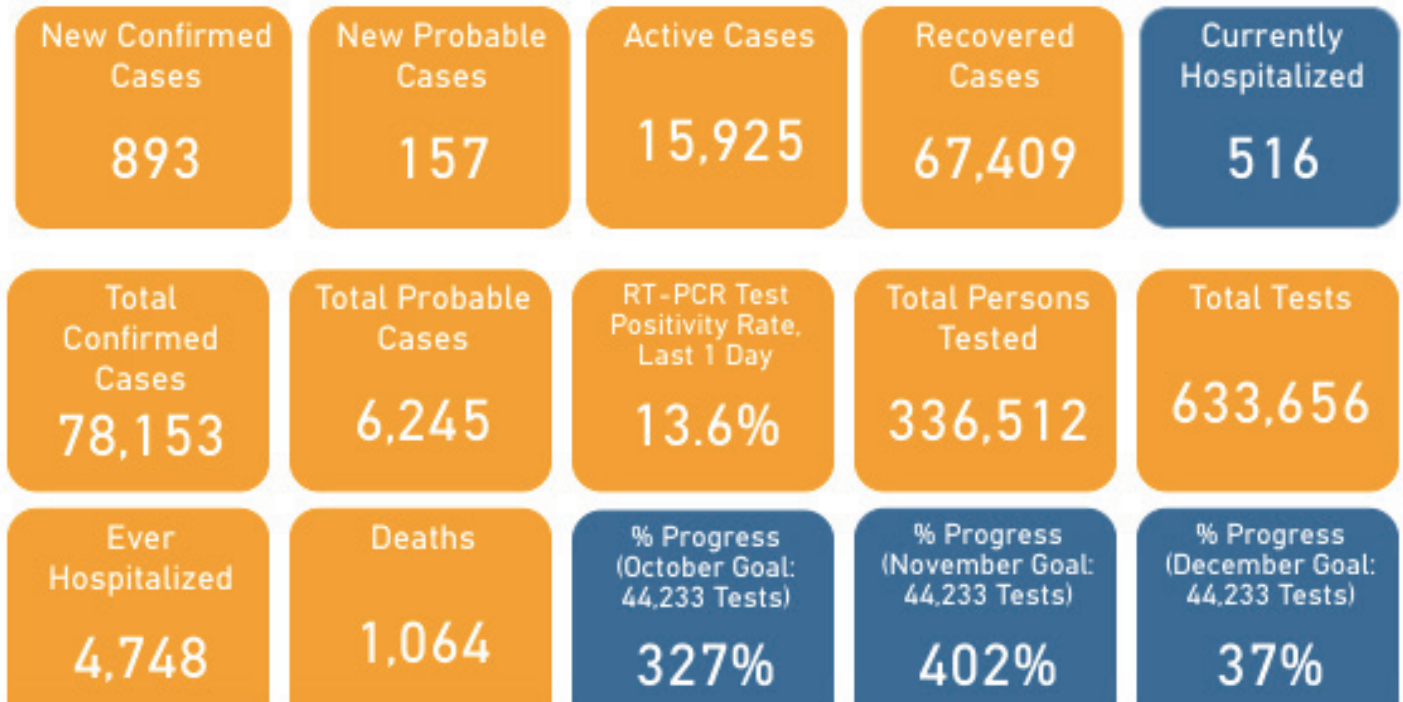 New Confirmed
Cases
893
New Probable
Cases
157
Active Cases
15,925
Recovered
Cases
67,409
Currently
Hospitalized
516
Total
Confirmed
Cases
78,153
Total Probable
Cases
6,245
RT-PCR Test
Positivity Rate,
Last 1 Day
13.6%
Total Persons
Tested
336,512
Total Tests
633,656
Ever
Hospitalized
4,748
Deaths
1,064
% Progress
(October Goal:
44,233 Tests)
327%
% Progress
(November Goal:
44,233 Tests)
402%
% Progress
(December Goal:
44,233 Tests)
37%